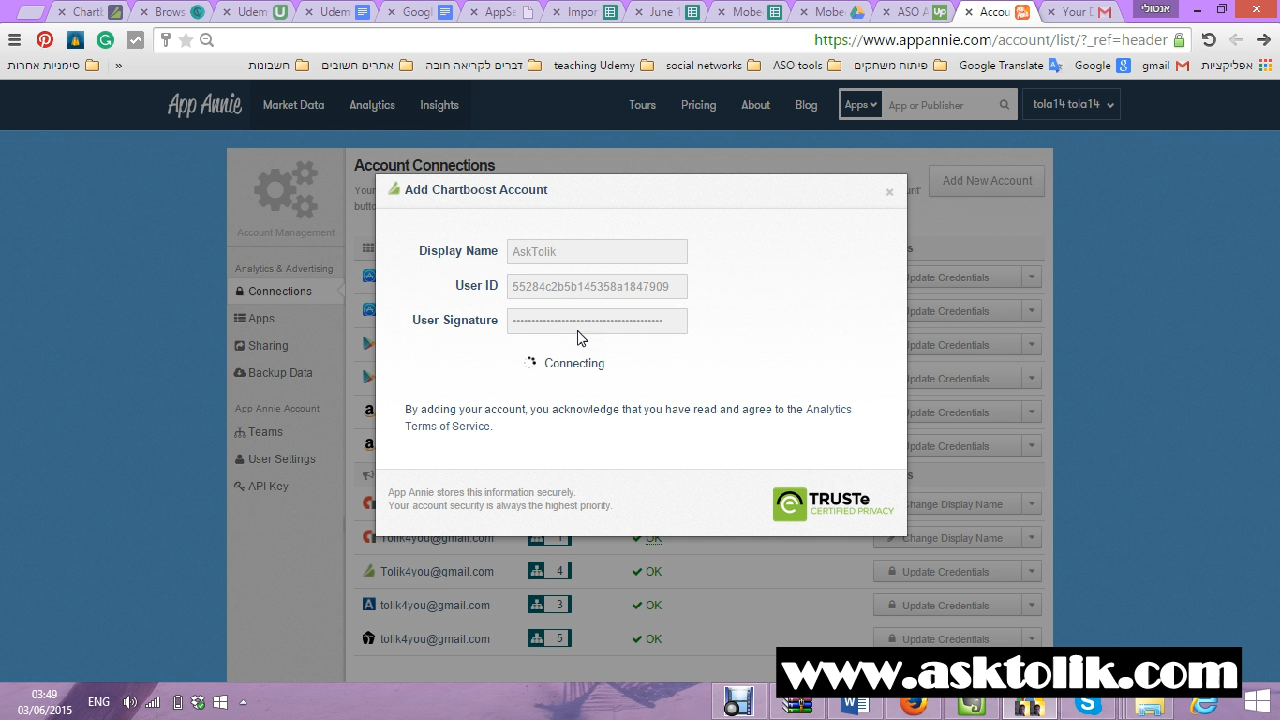 Chartl
Brows
Udem
Udem
Googl
AppSe
Impor
June 1
Mobe
Mobe
ASO A
Accou
Your D
אנטולי
https://www.appannie.com/account/list/?_ref=header
סימניות אחרות
»
חשבונות
אתרים חשובים
דברים לקריאה חובה
teaching Udemy
social networks
ASO tools
פיתוח משחקים
Google Translate
Google
gmail
אפליקציות
App Annie
Market Data
Analytics
Insights
Tours
Pricing
About
Blog
Apps
App or Publisher
tola14 tola14
Account Management
Analytics & Advertising
Connections
Apps
Sharing
Backup Data
App Annie Account
Teams
User Settings
API Key
Account Connections
Add New Account
Add Chartboost Account
×
Display Name
AskTolik
User ID
55284c2b5b145358a1847909
User Signature
Connecting
By adding your account, you acknowledge that you have read and agree to the Analytics
Terms of Service.
App Annie stores this information securely.
Your account security is always the highest priority.
TRUSTe
CERTIFIED PRIVACY
Update Credentials
Update Credentials
Update Credentials
Update Credentials
Update Credentials
Update Credentials
Change Display Name
Tolik4you@gmail.com 1 OK Change Display Name
Tolik4you@gmail.com 4 OK Update Credentials
tolik4you@gmail.com 3 OK Update Credentials
tolik4you@gmail.com 5 OK Update Credentials
www.asktolik.com
03:49
03/06/2015
ENG